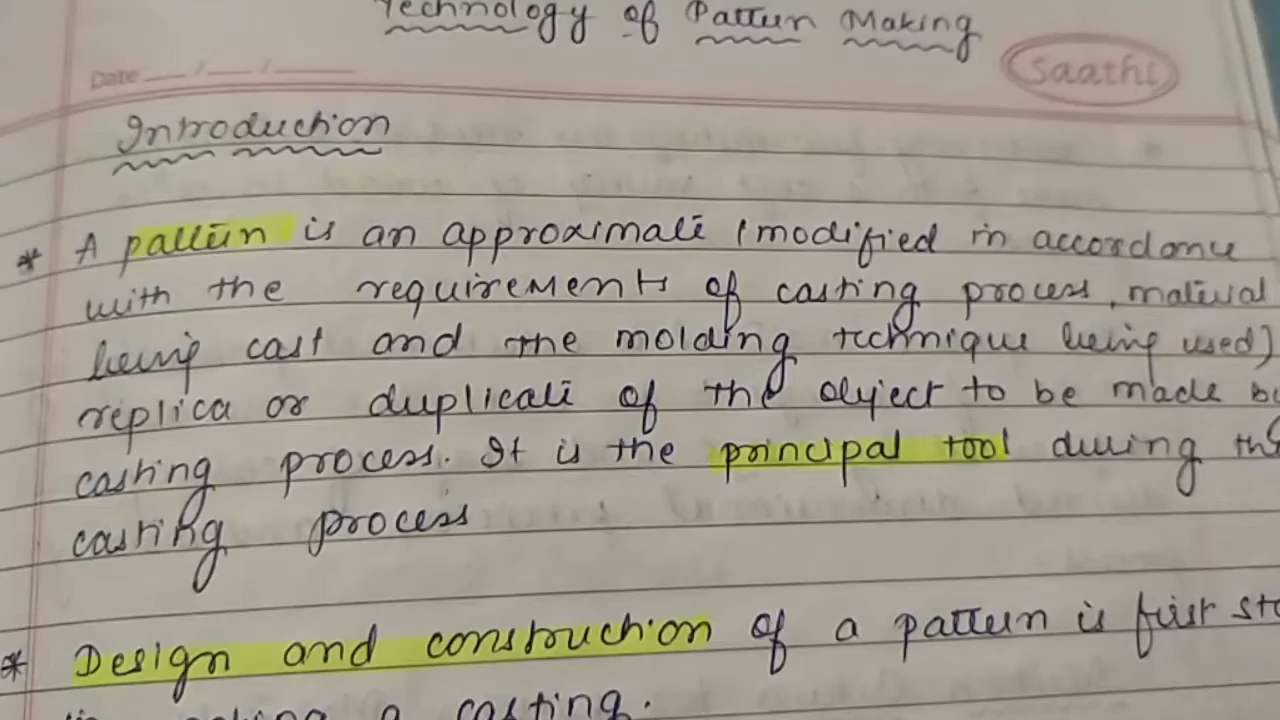 Technology of Pattern Making
Date
Saathi
Introduction
* A pattern is an approximate (modified in accordance
with the requirements of casting process, material
being cast and the molding technique being used)
replica or duplicate of the object to be made by
casting process. It is the principal tool during the
casting process
* Design and construction of a pattern is first
making a casting.